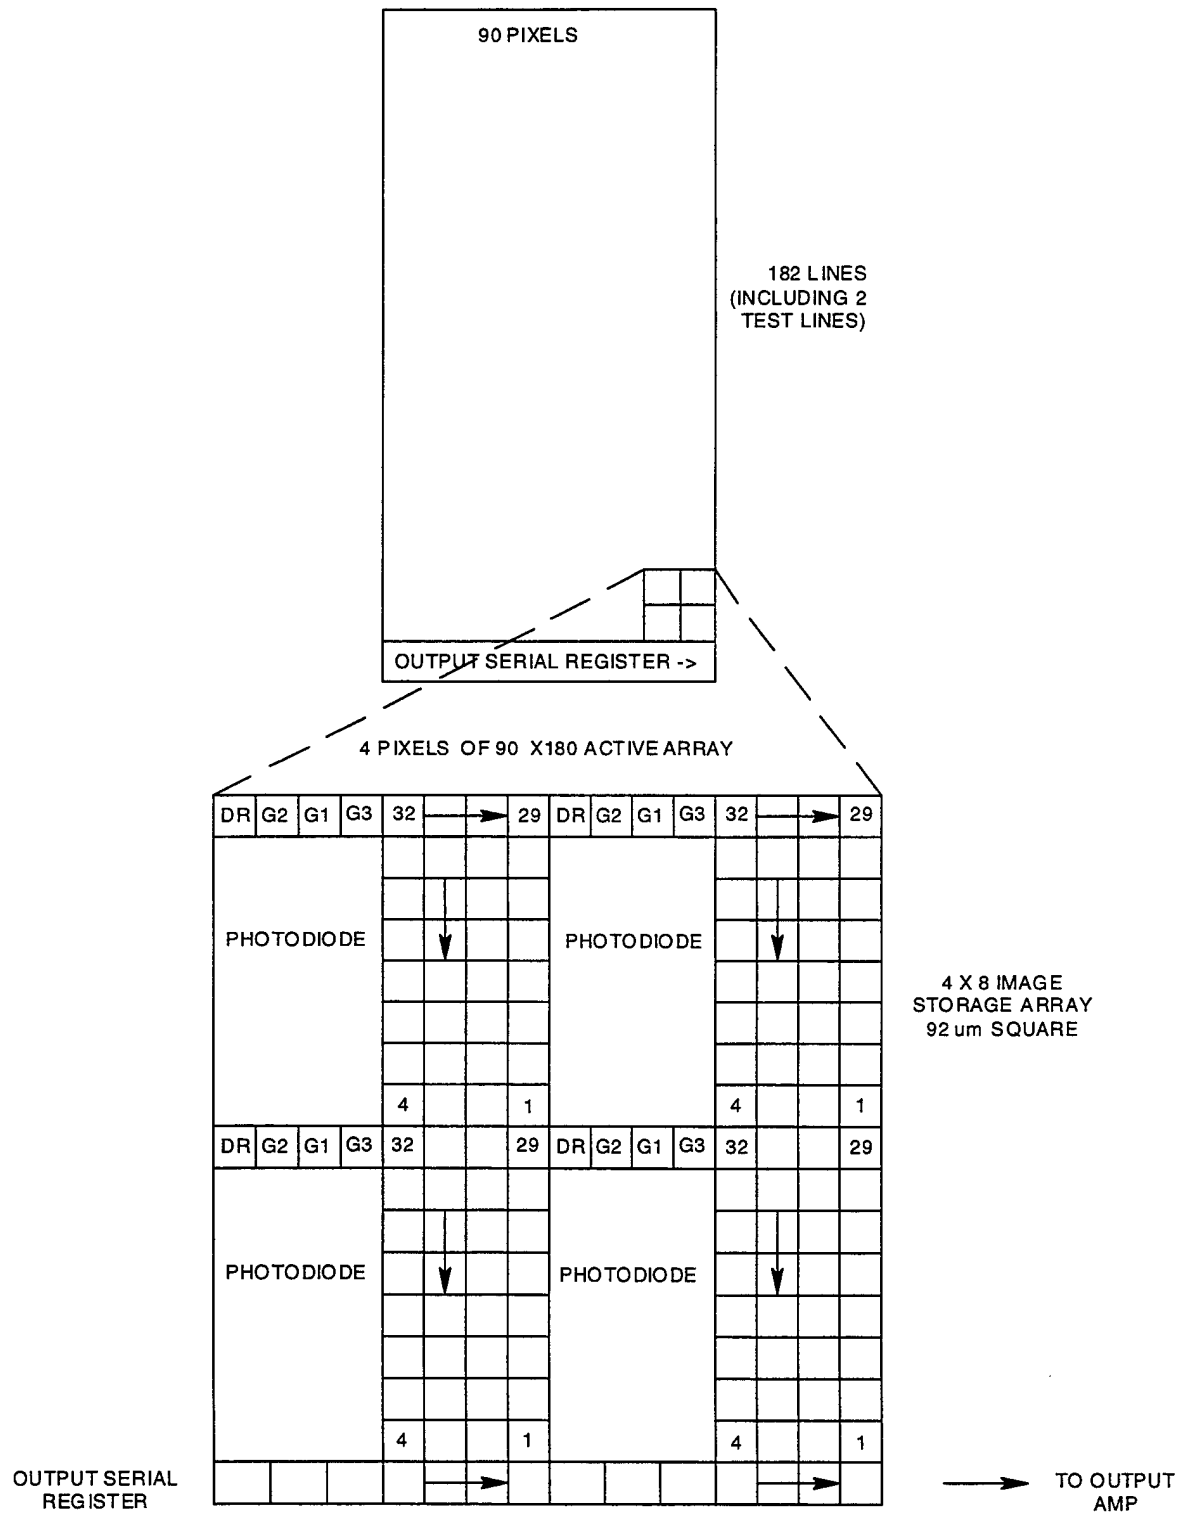 90 PIXELS
182 LINES
(INCLUDING 2
TEST LINES)
OUTPUT SERIAL REGISTER ->
4 PIXELS OF 90 X180 ACTIVE ARRAY
DR G2 G1 G3 32 29 DR G2 G1 G3 32 29
PHOTODIODE PHOTODIODE
4 X 8 IMAGE
STORAGE ARRAY
92 um SQUARE
4 1 4 1
DR G2 G1 G3 32 29 DR G2 G1 G3 32 29
PHOTODIODE PHOTODIODE
4 1 4 1
OUTPUT SERIAL
REGISTER
TO OUTPUT
AMP